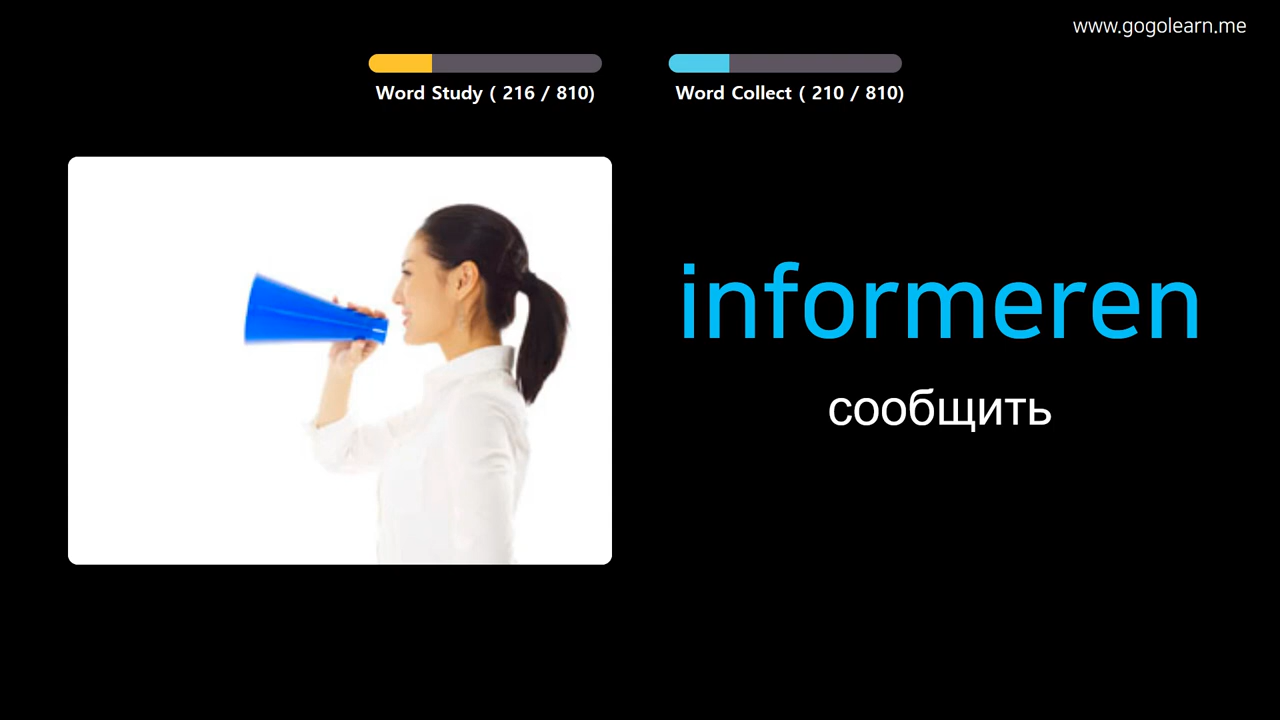 www.gogolearn.me
Word Study ( 216 / 810)
Word Collect ( 210 / 810)
informeren
сообщить